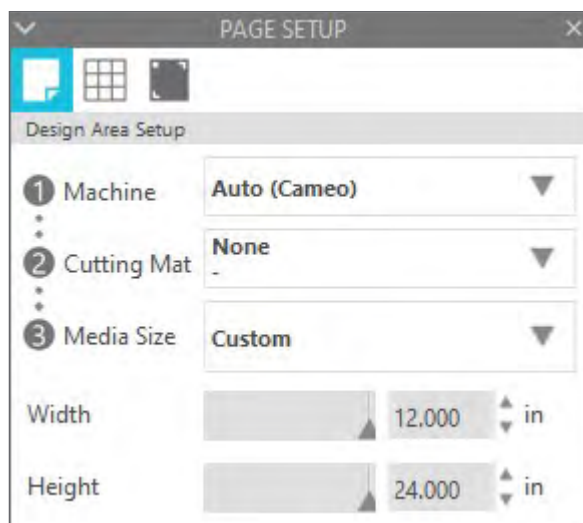 PAGE SETUP
Design Area Setup
1 Machine Auto (Cameo)
2 Cutting Mat None
-
3 Media Size Custom
Width 12.000 in
Height 24.000 in